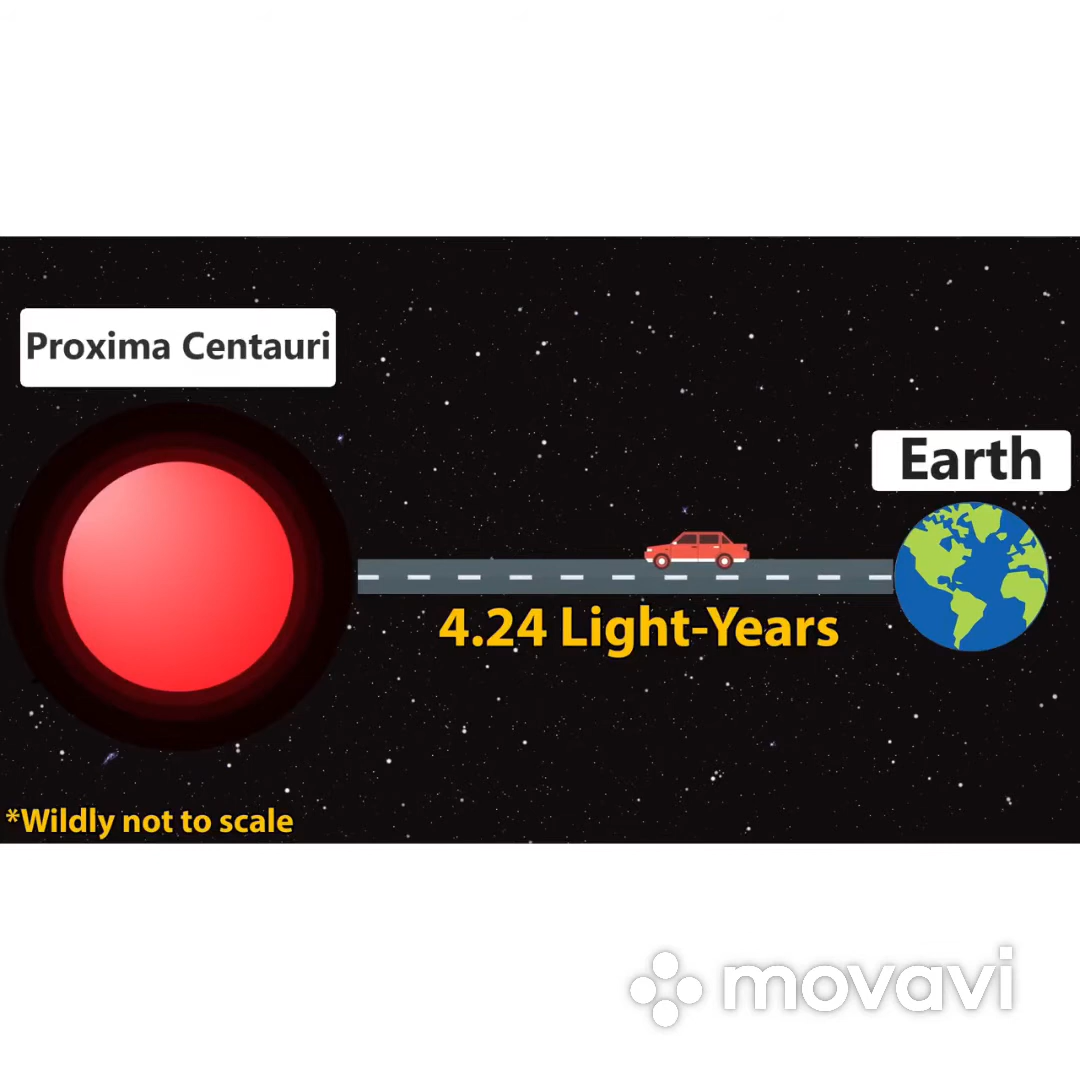 Proxima Centauri
Earth
4.24 Light-Years
*Wildly not to scale
movavi